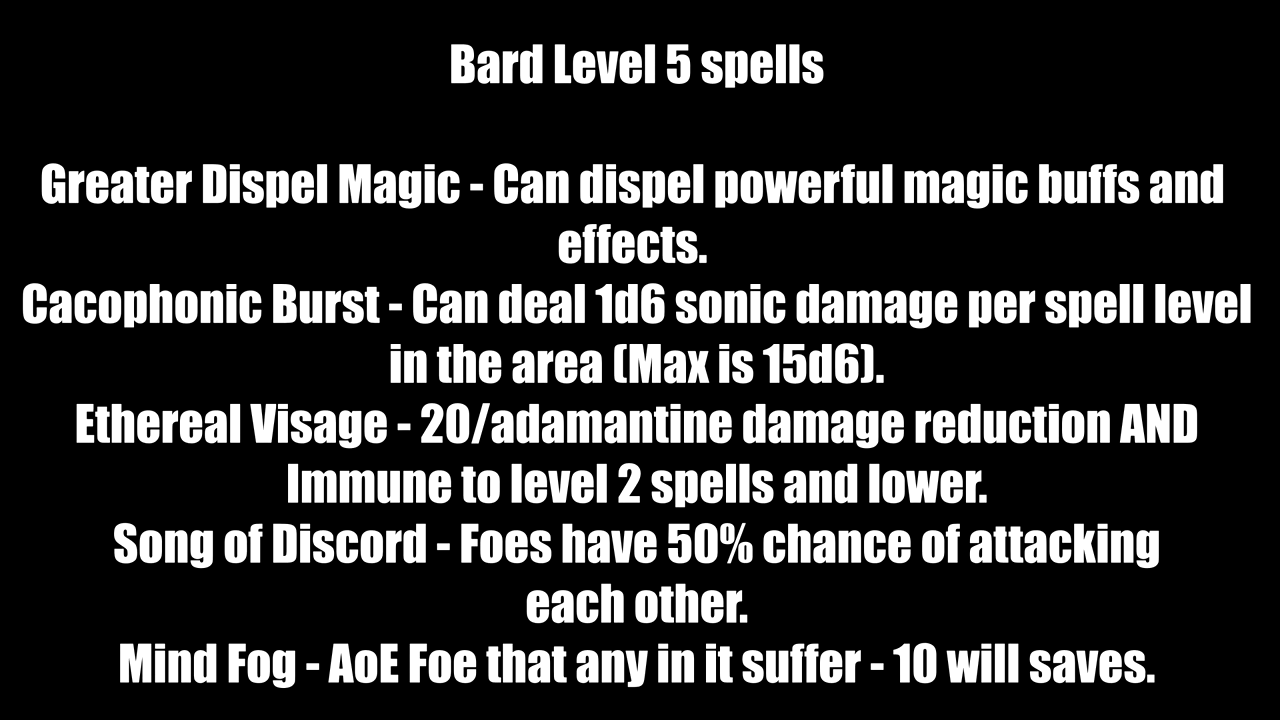 Bard Level 5 spells
Greater Dispel Magic - Can dispel powerful magic buffs and
effects.
Cacophonic Burst - Can deal 1d6 sonic damage per spell level
in the area (Max is 15d6).
Ethereal Visage - 20/adamantine damage reduction AND
Immune to level 2 spells and lower.
Song of Discord - Foes have 50% chance of attacking
each other.
Mind Fog - AoE Foe that any in it suffer - 10 will saves.